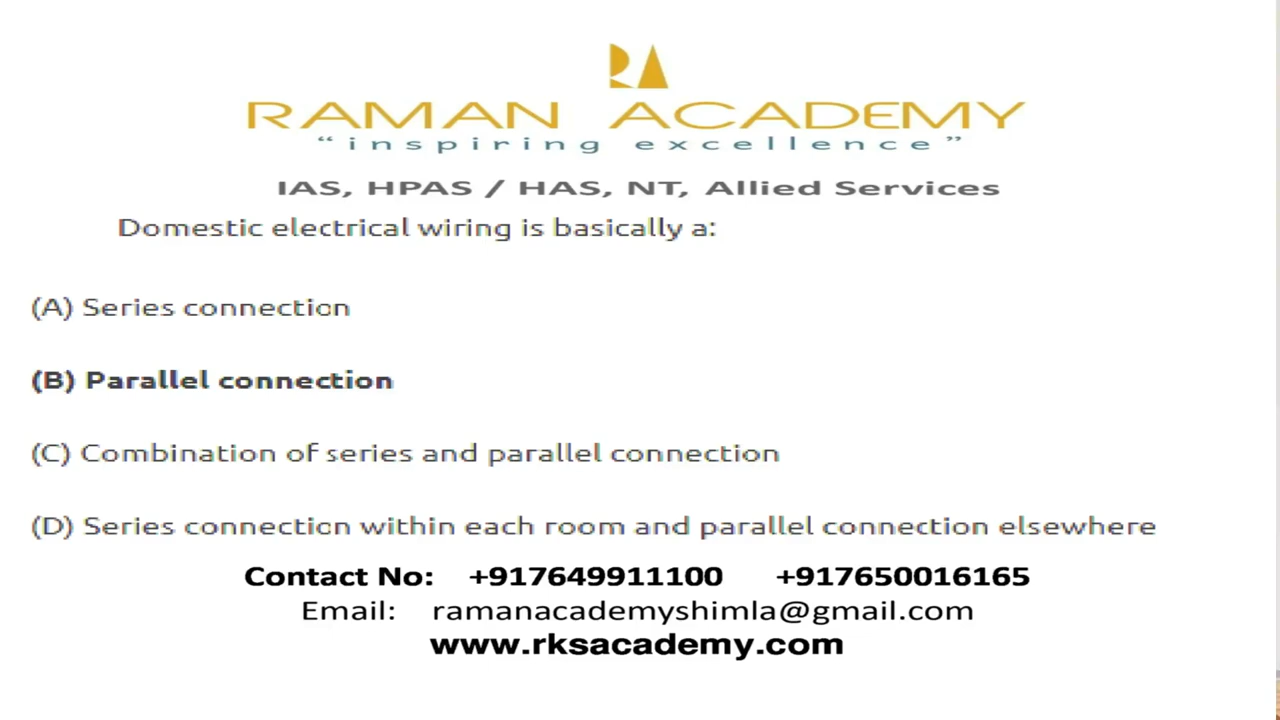 RA
RAMAN ACADEMY
“inspiring excellence”
IAS, HPAS / HAS, NT, Allied Services
Domestic electrical wiring is basically a:
(A) Series connection
(B) Parallel connection
(C) Combination of series and parallel connection
(D) Series connection within each room and parallel connection elsewhere
Contact No: +917649911100 +917650016165
Email: ramanacademyshimla@gmail.com
www.rksacademy.com